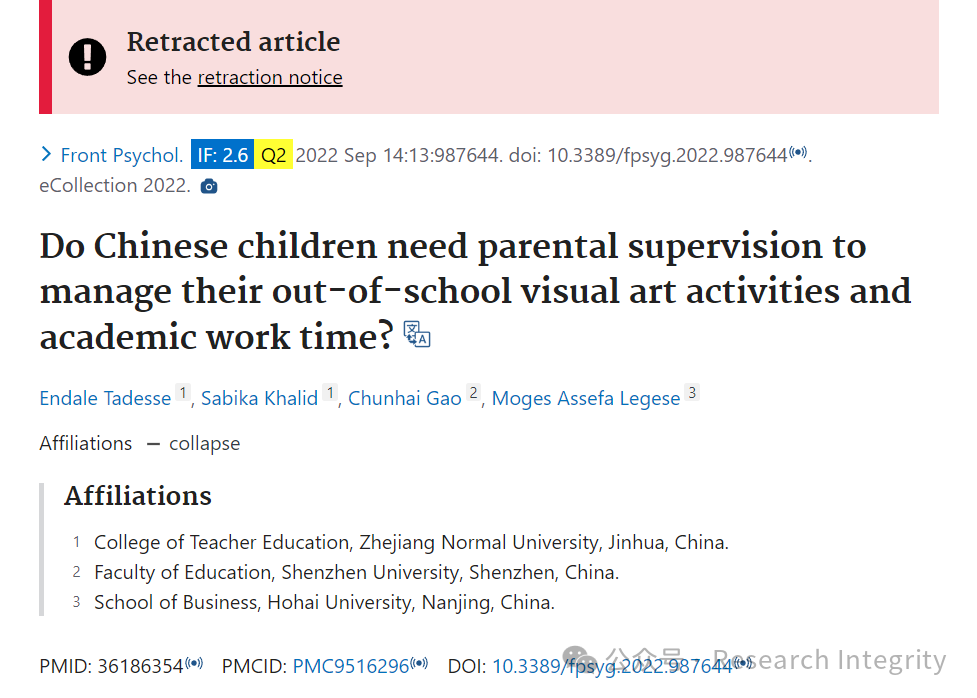 Retracted article
See the retraction notice
Front Psychol. IF: 2.6 Q2 2022 Sep 14:13:987644. doi: 10.3389/fpsyg.2022.987644.
eCollection 2022.
Do Chinese children need parental supervision to
manage their out-of-school visual art activities and
academic work time?
Endale Tadesse 1, Sabika Khalid 1, Chunhai Gao 2, Moges Assefa Legese 3
Affiliations — collapse
Affiliations
1 College of Teacher Education, Zhejiang Normal University, Jinhua, China.
2 Faculty of Education, Shenzhen University, Shenzhen, China.
3 School of Business, Hohai University, Nanjing, China.
PMID: 36186354 PMCID: PMC9516296 DOI: 10.3389/fpsyg.2022.987644
公众号 · Research Integrity